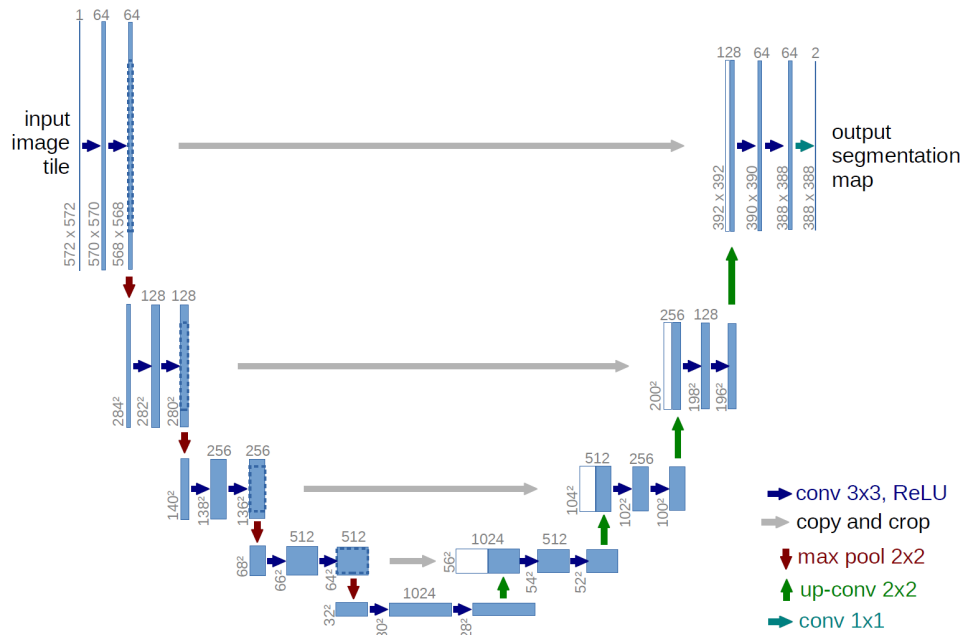 1 64 64
input
image
tile
572 x 572
570 x 570
568 x 568
128 64 64 2
output
segmentation
map
392 x 392
390 x 390
388 x 388
388 x 388
128 128
284²
282²
280²
256 128
200²
198²
196²
256 256
140²
138²
136²
512 256
104²
102²
100²
512 512
68²
66²
64²
1024 512
56²
54²
52²
1024
32²
30²
28²
conv 3x3, ReLU
copy and crop
max pool 2x2
up-conv 2x2
conv 1x1